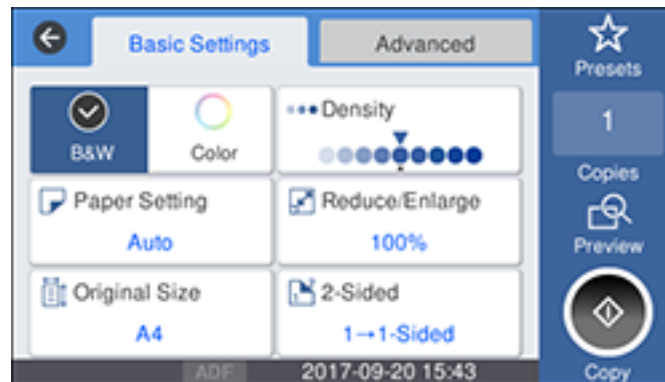 Basic Settings
Advanced
Presets
B&W
Color
Density
1
Copies
Paper Setting
Auto
Reduce/Enlarge
100%
Preview
Original Size
A4
2-Sided
1→1-Sided
ADF
2017-09-20 15:43
Copy